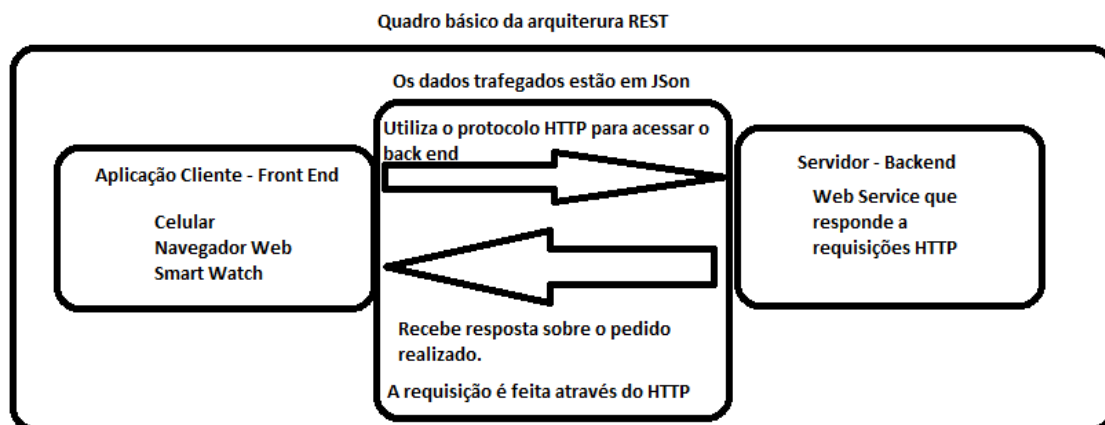 Quadro básico da arquiterura REST
Os dados trafegados estão em JSon
Utiliza o protocolo HTTP para acessar o
back end
Aplicação Cliente - Front End
Celular
Navegador Web
Smart Watch
Servidor - Backend
Web Service que
responde a
requisições HTTP
Recebe resposta sobre o pedido
realizado.
A requisição é feita através do HTTP